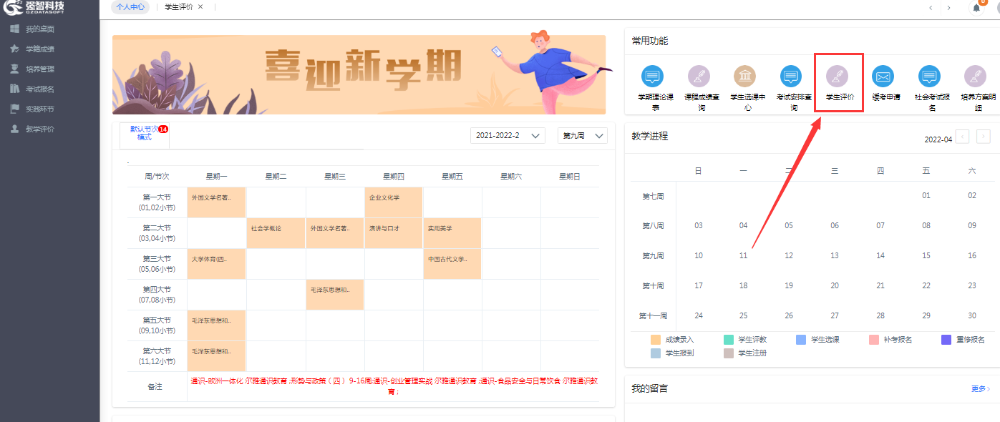 强智科技
QZDATASOFT
个人中心
学生评价 ×
0
我的桌面
学籍成绩
培养管理
考试报名
实践环节
教学评价
喜迎新学期
默认节次
模式
14
2021-2022-2
第九周
周/节次 星期一 星期二 星期三 星期四 星期五 星期六 星期日
第一大节
(01,02小节)
外国文学名著..
企业文化学
第二大节
(03,04小节)
社会学概论
外国文学名著..
演讲与口才
实用美学
第三大节
(05,06小节)
大学体育(四..
中国古代文学..
第四大节
(07,08小节)
毛泽东思想和..
第五大节
(09,10小节)
毛泽东思想和..
第六大节
(11,12小节)
毛泽东思想和..
备注
通识-欧洲一体化 尔雅通识教育 ;形势与政策（四） 9-16周;通识-创业管理实战 尔雅通识教育 ;通识-食品安全与日常饮食 尔雅通识教
育 ;
常用功能
学期理论课
表
课程成绩查
询
学生选课中
心
考试安排查
询
学生评价
缓考申请
社会考试报
名
培养方案明
细
教学进程
2022-04
日 一 二 三 四 五 六
第七周 01 02
第八周 03 04 05 06 07 08 09
第九周 10 11 12 13 14 15 16
第十周 17 18 19 20 21 22 23
第十一周 24 25 26 27 28 29 30
成绩录入 学生评教 学生选课 补考报名 重修报名
学生报到 学生注册
我的留言
更多